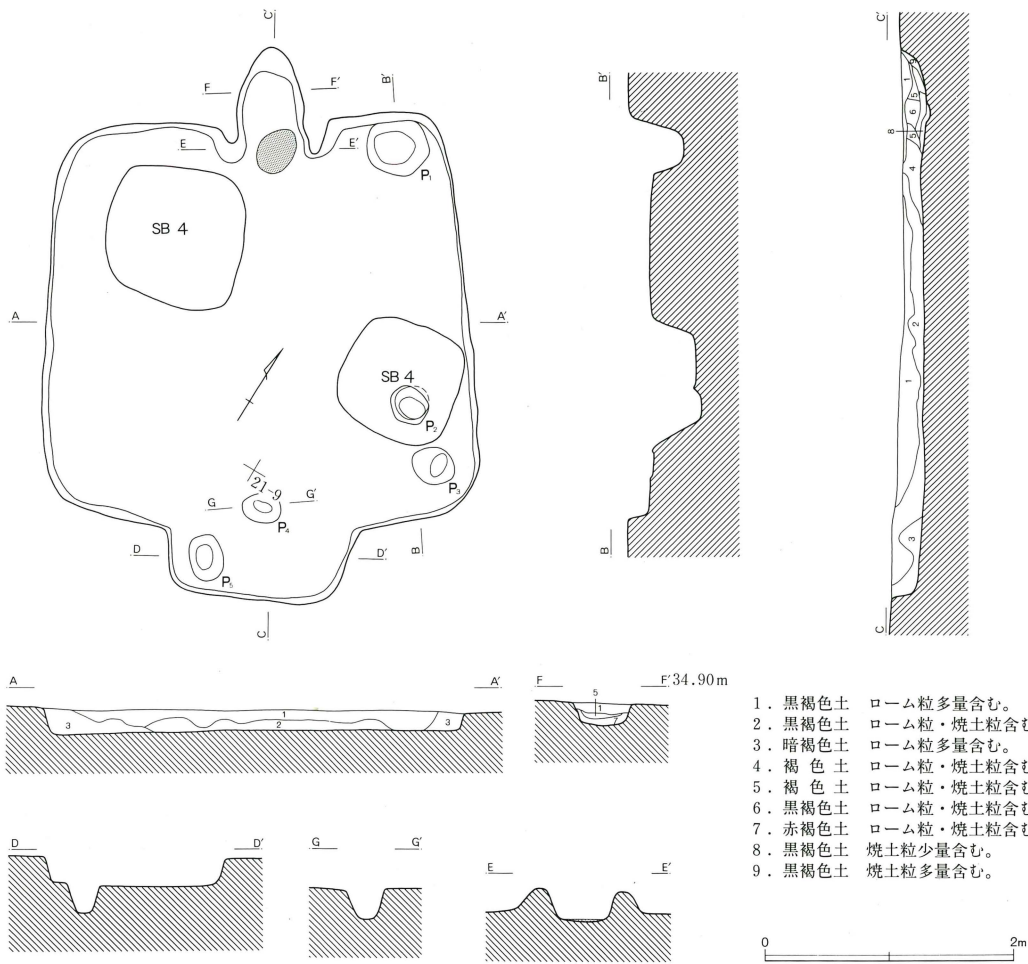 C'
F
F'
B'
E
E'
P₁
SB 4
A
A'
SB 4
P₂
P₃
21-9
G
G'
P₄
D
D'
P₅
B
C
B'
B
C'
9
1
5
6
8
5
4
2
1
3
C
A
A'
3
1
2
3
F
F' 34.90m
5
1
D
D'
G
G'
E
E'
1．黒褐色土 ローム粒多量含む。
2．黒褐色土 ローム粒・焼土粒含む
3．暗褐色土 ローム粒多量含む。
4．褐色土 ローム粒・焼土粒含む
5．褐色土 ローム粒・焼土粒含む
6．黒褐色土 ローム粒・焼土粒含む
7．赤褐色土 ローム粒・焼土粒含む
8．黒褐色土 焼土粒少量含む。
9．黒褐色土 焼土粒多量含む。
0
2m